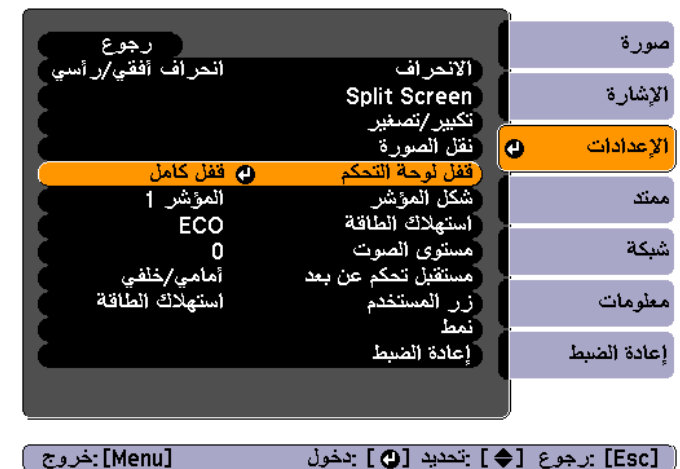 صورة
الإشارة
الإعدادات
ممتد
شبكة
معلومات
إعادة الضبط
رجوع
الانحراف انحراف أفقي/رأسي
Split Screen
تكبير/تصغير
نقل الصورة
قفل لوحة التحكم قفل كامل
شكل المؤشر المؤشر 1
استهلاك الطاقة ECO
مستوى الصوت 0
مستقبل تحكم عن بعد أمامي/خلفي
زر المستخدم استهلاك الطاقة
نمط
إعادة الضبط
[Esc] :رجوع [ ] :تحديد [ ] :دخول [Menu] :خروج